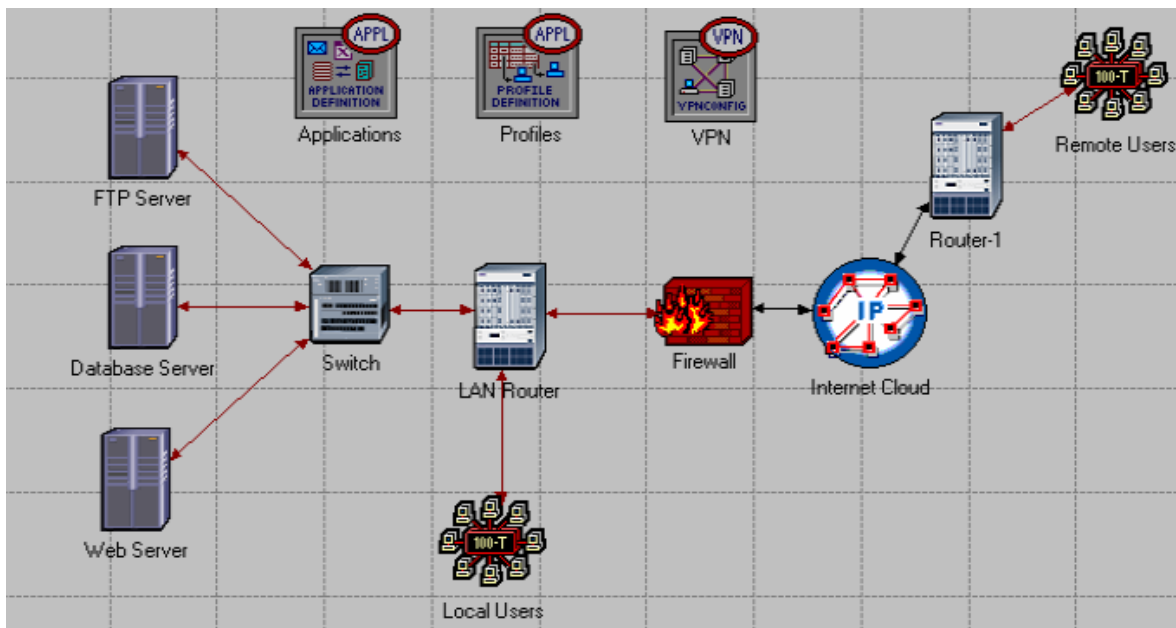 APPL
APPLICATION
DEFINITION
Applications
APPL
PROFILE
DEFINITION
Profiles
VPN
VPNCONFIG
VPN
100-T
Remote Users
FTP Server
Router-1
Database Server
Switch
LAN Router
Firewall
IP
Internet Cloud
Web Server
100-T
Local Users